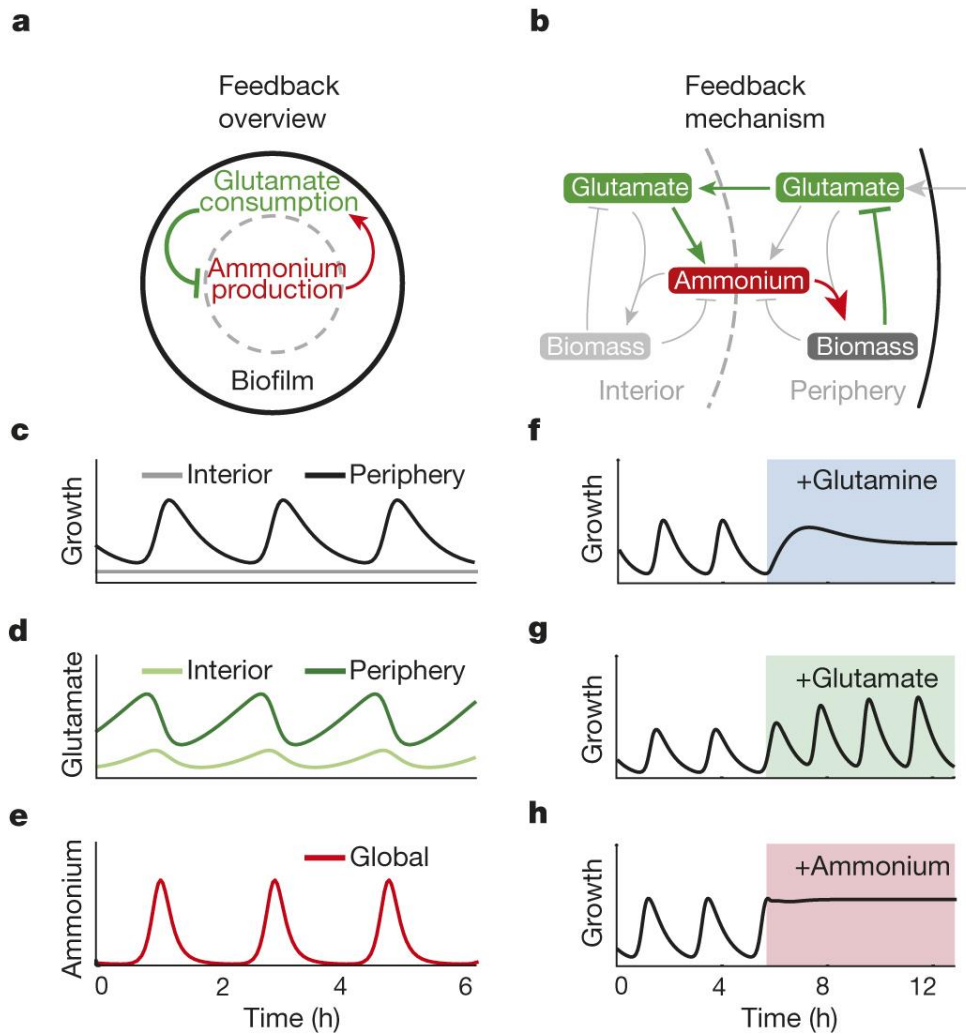 a
Feedback
overview
Glutamate
consumption
Ammonium
production
Biofilm
b
Feedback
mechanism
Glutamate
Glutamate
Ammonium
Biomass
Biomass
Interior
Periphery
c
Growth
Interior
Periphery
d
Glutamate
Interior
Periphery
e
Ammonium
Global
0
2
4
6
Time (h)
f
Growth
+Glutamine
g
Growth
+Glutamate
h
Growth
+Ammonium
0
4
8
12
Time (h)